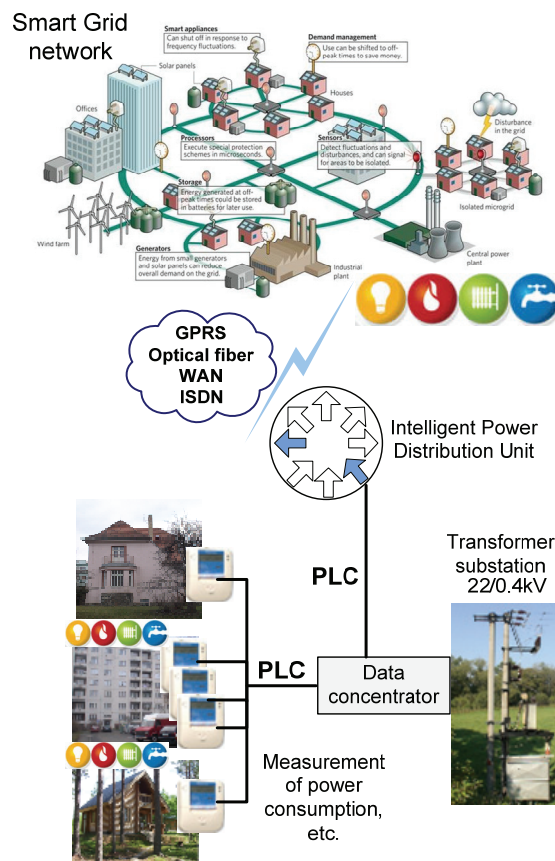 Smart Grid
network
Smart appliances
Can shut off in response to
frequency fluctuations.
Demand management
Use can be shifted to off-
peak times to save money.
Solar panels
Houses
Offices
Processors
Execute special protection
schemes in microseconds.
Sensors
Detect fluctuations and
disturbances, and can signal
for areas to be isolated.
Disturbance
in the grid
Storage
Energy generated at off-
peak times could be stored
in batteries for later use.
Isolated microgrid
Wind farm
Generators
Energy from small generators
and solar panels can reduce
overall demand on the grid.
Industrial
plant
Central power
plant
GPRS
Optical fiber
WAN
ISDN
Intelligent Power
Distribution Unit
Transformer
substation
22/0.4kV
PLC
PLC
Data
concentrator
Measurement
of power
consumption,
etc.